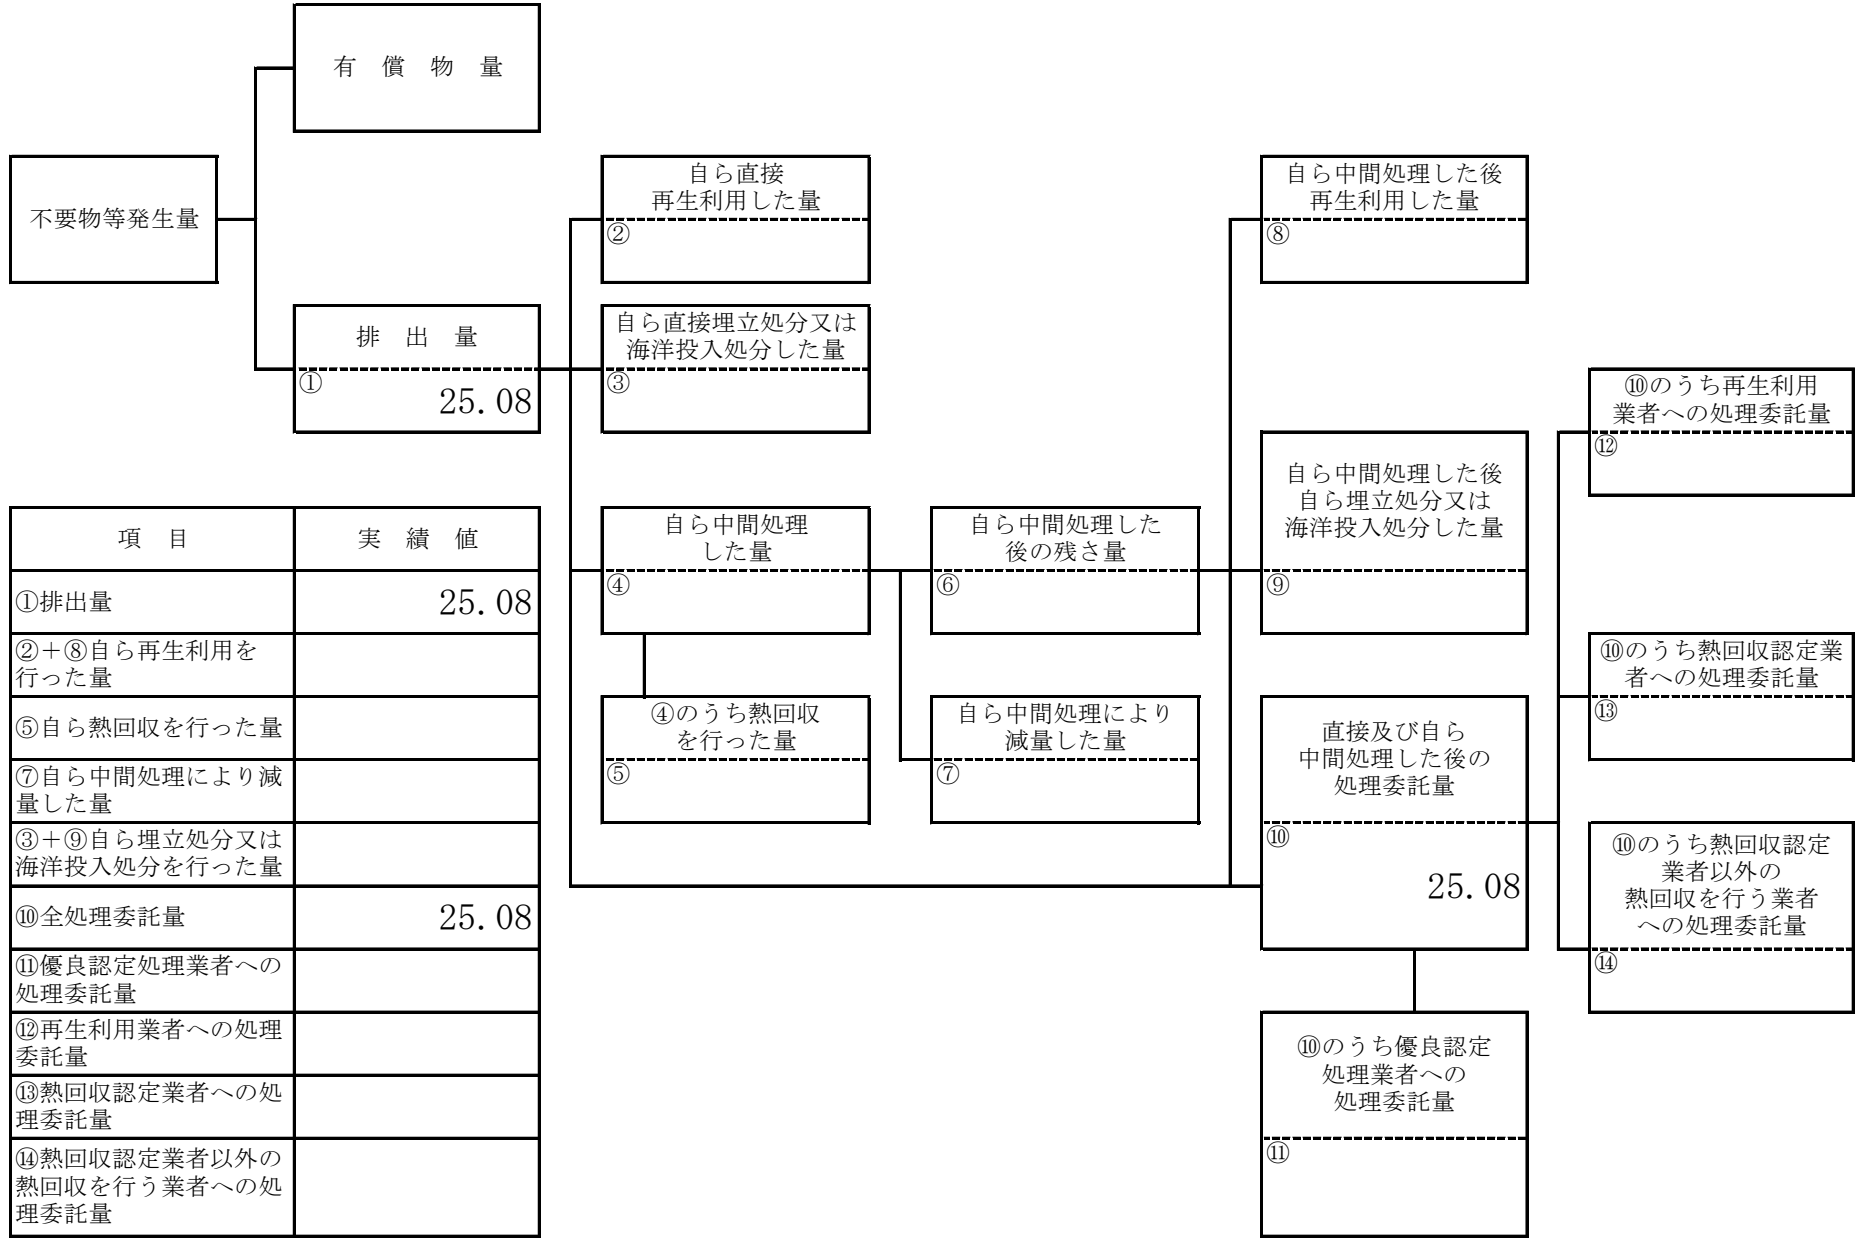 有　償　物　量
不要物等発生量
排　出　量
①
25.08
自ら直接
再生利用した量
②
自ら直接埋立処分又は
海洋投入処分した量
③
自ら中間処理
した量
④
④のうち熱回収
を行った量
⑤
自ら中間処理した
後の残さ量
⑥
自ら中間処理により
減量した量
⑦
自ら中間処理した後
再生利用した量
⑧
自ら中間処理した後
自ら埋立処分又は
海洋投入処分した量
⑨
直接及び自ら
中間処理した後の
処理委託量
⑩
25.08
⑩のうち優良認定
処理業者への
処理委託量
⑪
⑩のうち再生利用
業者への処理委託量
⑫
⑩のうち熱回収認定業
者への処理委託量
⑬
⑩のうち熱回収認定
業者以外の
熱回収を行う業者
への処理委託量
⑭
項　目　実　績　値
①排出量　25.08
②＋⑧自ら再生利用を
行った量
⑤自ら熱回収を行った量
⑦自ら中間処理により減
量した量
③＋⑨自ら埋立処分又は
海洋投入処分を行った量
⑩全処理委託量　25.08
⑪優良認定処理業者への
処理委託量
⑫再生利用業者への処理
委託量
⑬熱回収認定業者への処
理委託量
⑭熱回収認定業者以外の
熱回収を行う業者への処
理委託量